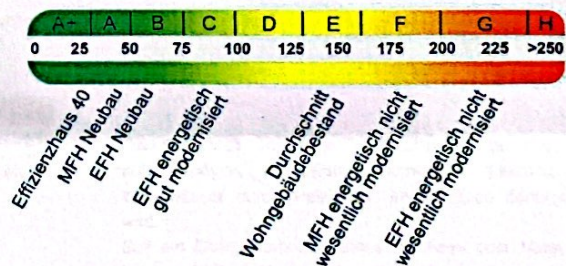 A+ A B C D E F G H
0 25 50 75 100 125 150 175 200 225 >250
Effizienzhaus 40
MFH Neubau
EFH Neubau
EFH energetisch
gut modernisiert
Durchschnitt
Wohngebäudebestand
MFH energetisch nicht
wesentlich modernisiert
EFH energetisch nicht
wesentlich modernisiert